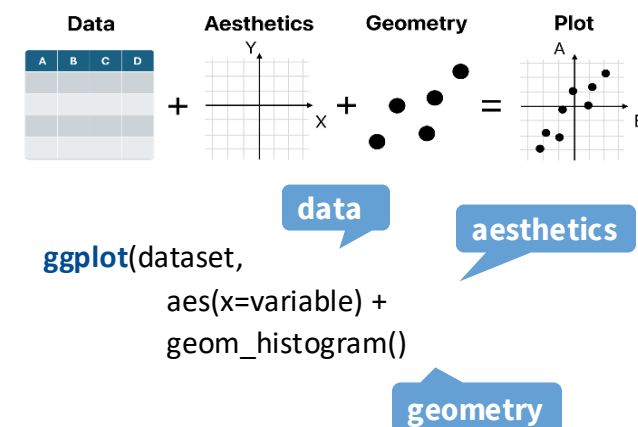 Data Aesthetics Geometry Plot
Y A
A B C D
+ + =
X B
data
aesthetics
ggplot(dataset,
aes(x=variable) +
geom_histogram()
geometry